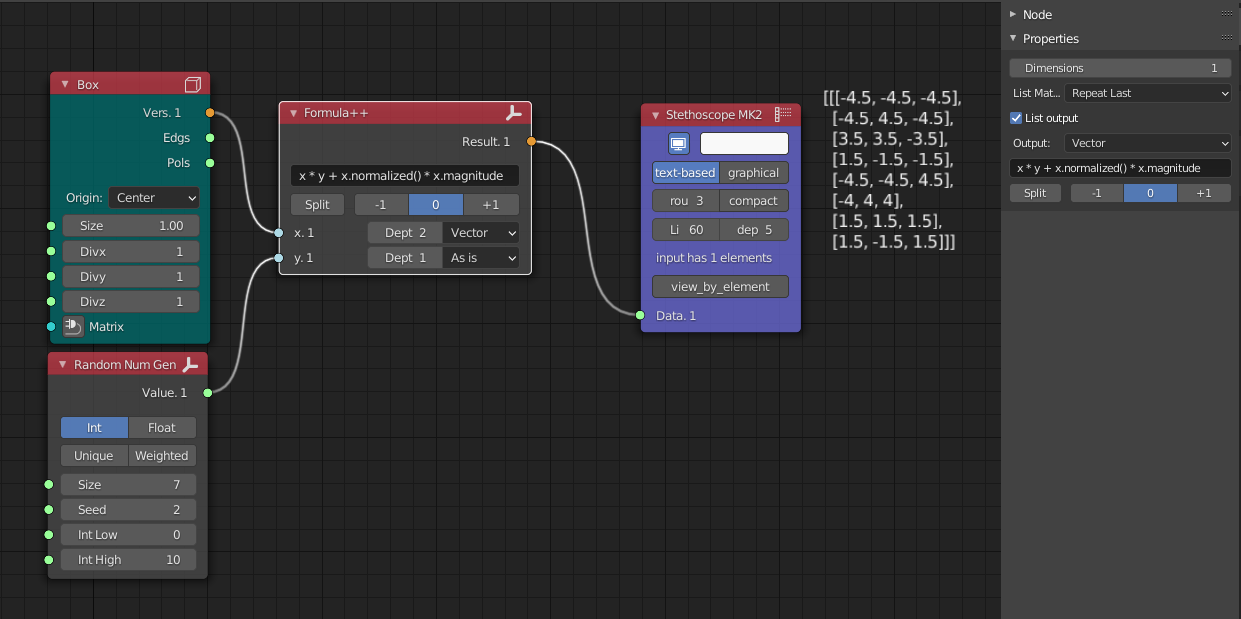 Box
Vers. 1
Edgs
Pols
Origin: Center
Size 1.00
Divx 1
Divy 1
Divz 1
Matrix
Random Num Gen
Value. 1
Int Float
Unique Weighted
Size 7
Seed 2
Int Low 0
Int High 10
Formula++
Result. 1
x * y + x.normalized() * x.magnitude
Split -1 0 +1
x. 1 Dept 2 Vector
y. 1 Dept 1 As is
Stethoscope MK2
text-based graphical
rou 3 compact
Li 60 dep 5
input has 1 elements
view_by_element
Data. 1
[[[-4.5, -4.5, -4.5],
[-4.5, 4.5, -4.5],
[3.5, 3.5, -3.5],
[1.5, -1.5, -1.5],
[-4.5, -4.5, 4.5],
[-4, 4, 4],
[1.5, 1.5, 1.5],
[1.5, -1.5, 1.5]]]
Node
Properties
Dimensions 1
List Mat... Repeat Last
List output
Output: Vector
x * y + x.normalized() * x.magnitude
Split -1 0 +1